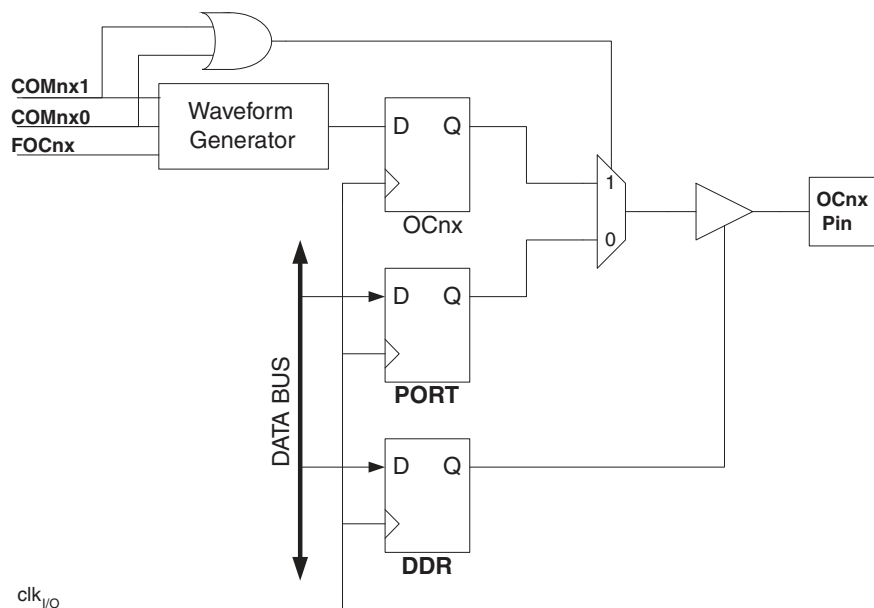 COMnx1
COMnx0
FOCnx
Waveform
Generator
D Q
OCnx
1
0
OCnx
Pin
D Q
PORT
DATA BUS
D Q
DDR
clkI/O